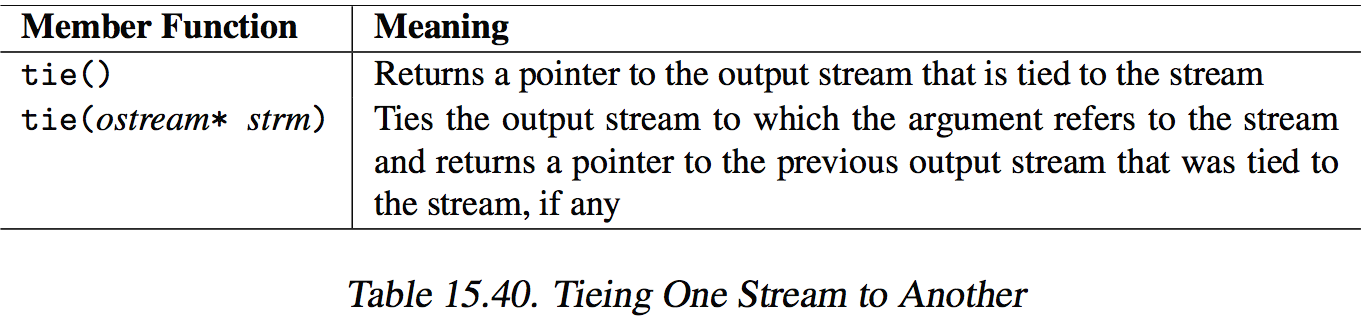 Member Function Meaning
tie() Returns a pointer to the output stream that is tied to the stream
tie(ostream* strm) Ties the output stream to which the argument refers to the stream
and returns a pointer to the previous output stream that was tied to
the stream, if any
Table 15.40. Tieing One Stream to Another